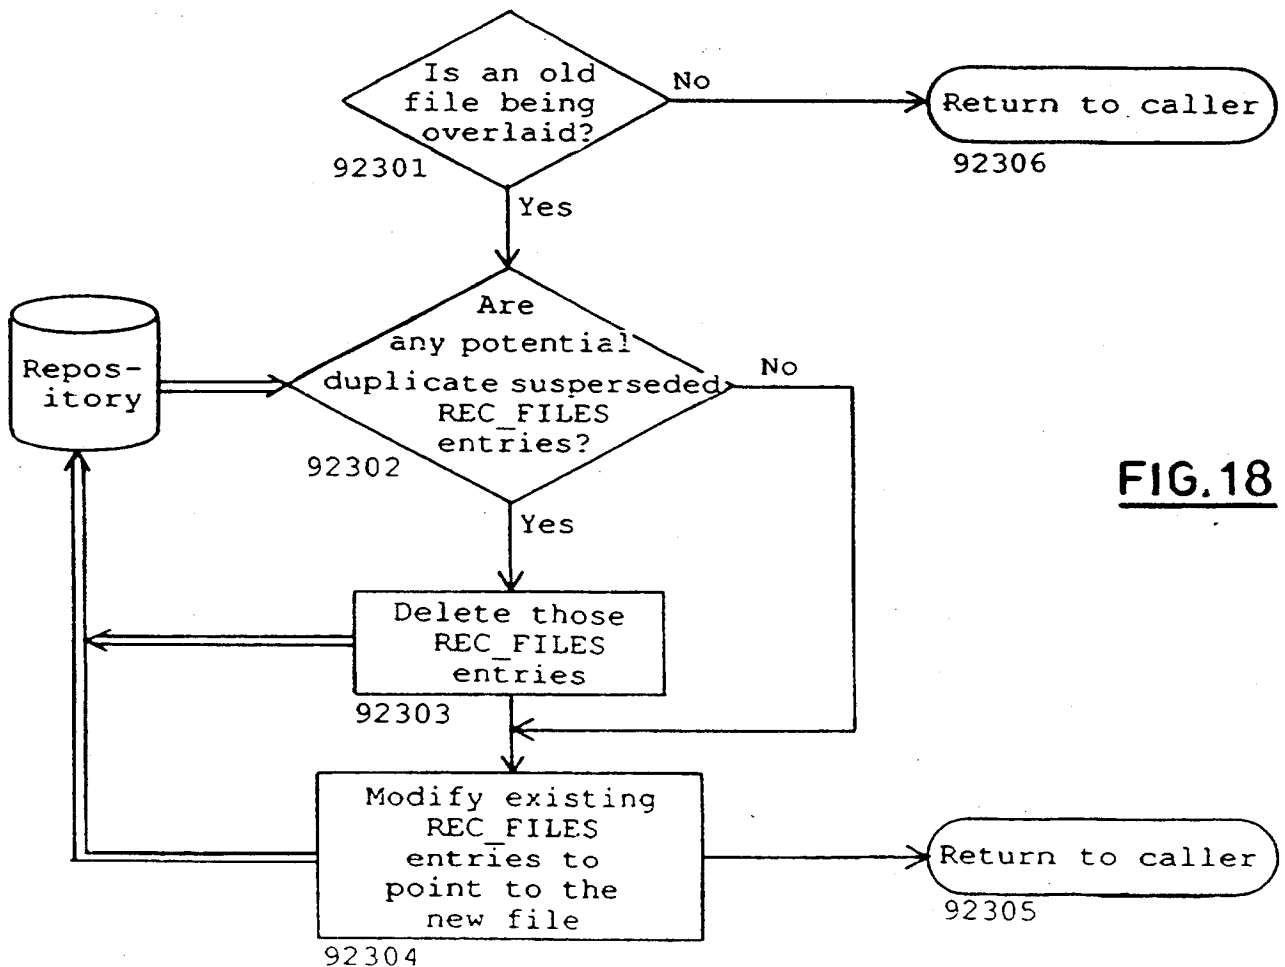 Is an old
file being
overlaid?
92301
No
Return to caller
92306
Yes
Repos-
itory
Are
any potential
duplicate susperseded
REC_FILES
entries?
92302
No
FIG.18
Yes
Delete those
REC_FILES
entries
92303
Modify existing
REC_FILES
entries to
point to the
new file
92304
Return to caller
92305